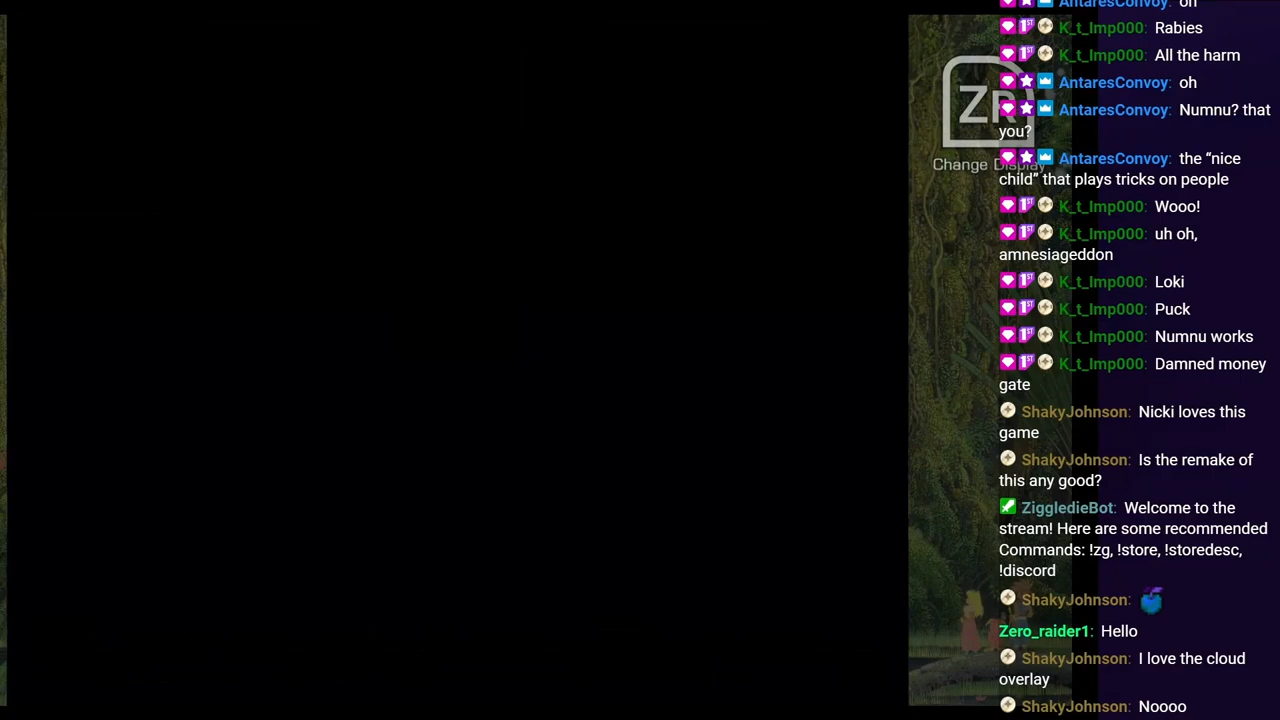 AntaresConvoy: oh
K_t_Imp000: Rabies
K_t_Imp000: All the harm
AntaresConvoy: oh
AntaresConvoy: Numnu? that
you?
AntaresConvoy: the “nice
child” that plays tricks on people
K_t_Imp000: Wooo!
K_t_Imp000: uh oh,
amnesiageddon
K_t_Imp000: Loki
K_t_Imp000: Puck
K_t_Imp000: Numnu works
K_t_Imp000: Damned money
gate
ShakyJohnson: Nicki loves this
game
ShakyJohnson: Is the remake of
this any good?
ZiggledieBot: Welcome to the
stream! Here are some recommended
Commands: !zg, !store, !storedesc,
!discord
ShakyJohnson:
Zero_raider1: Hello
ShakyJohnson: I love the cloud
overlay
ShakyJohnson: Noooo
ZR
Change Display